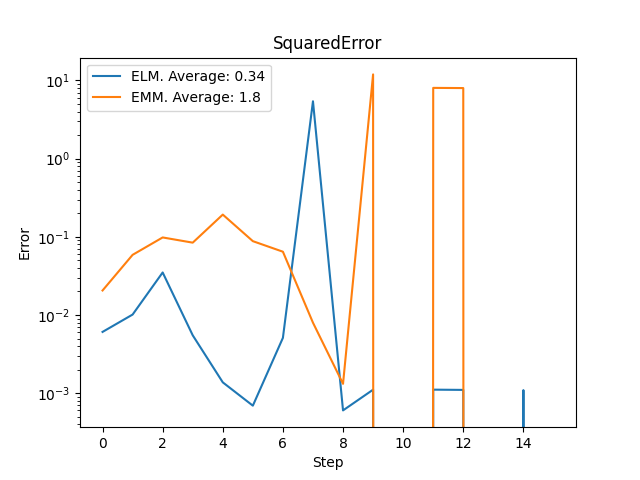 SquaredError
ELM. Average: 0.34
EMM. Average: 1.8
10^1
10^0
10^-1
10^-2
10^-3
Error
0 2 4 6 8 10 12 14
Step